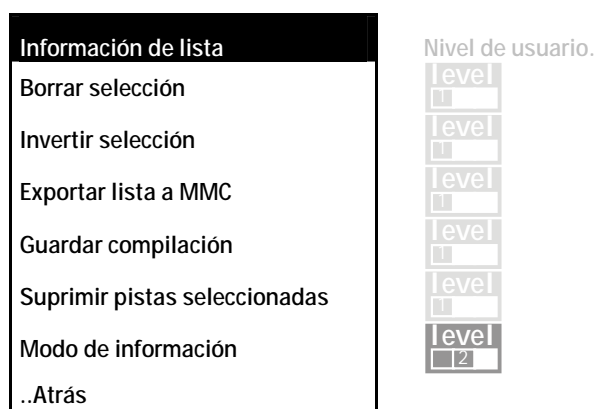 Información de lista
Nivel de usuario.
level
1
Borrar selección
level
1
Invertir selección
level
1
Exportar lista a MMC
level
1
Guardar compilación
level
1
Suprimir pistas seleccionadas
level
2
Modo de información
..Atrás